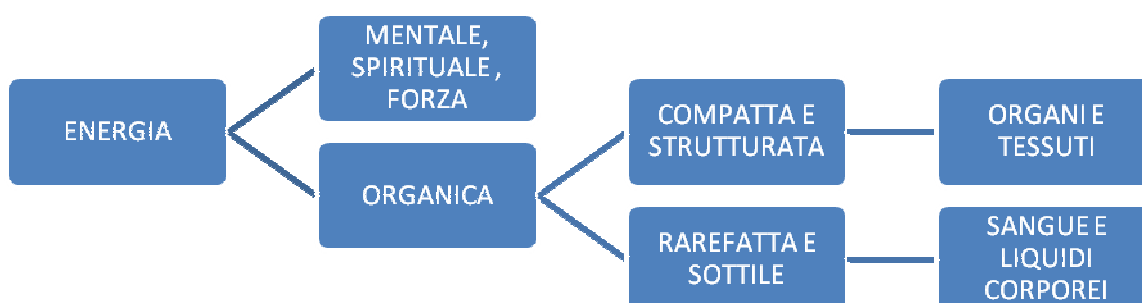 ENERGIA
MENTALE,
SPIRITUALE ,
FORZA
ORGANICA
COMPATTA E
STRUTTURATA
ORGANI E
TESSUTI
RAREFATTA E
SOTTILE
SANGUE E
LIQUIDI
CORPOREI